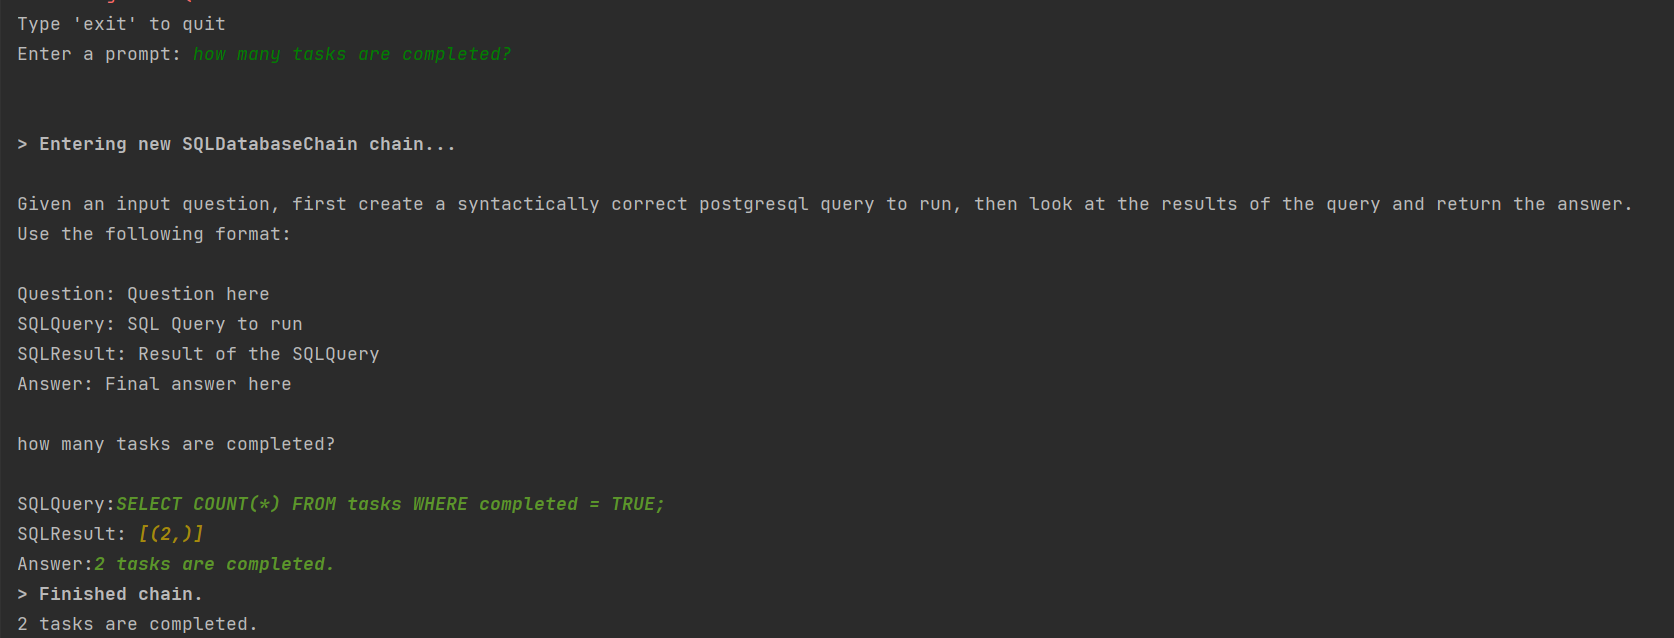 Type 'exit' to quit
Enter a prompt: how many tasks are completed?
> Entering new SQLDatabaseChain chain...
Given an input question, first create a syntactically correct postgresql query to run, then look at the results of the query and return the answer.
Use the following format:
Question: Question here
SQLQuery: SQL Query to run
SQLResult: Result of the SQLQuery
Answer: Final answer here
how many tasks are completed?
SQLQuery:SELECT COUNT(*) FROM tasks WHERE completed = TRUE;
SQLResult: [(2,)]
Answer:2 tasks are completed.
> Finished chain.
2 tasks are completed.